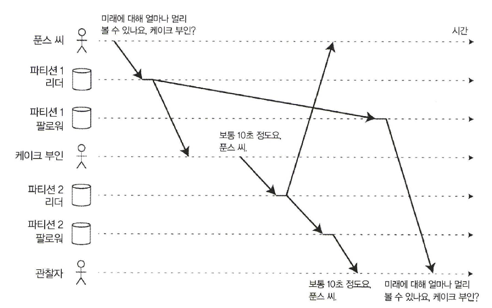 미래에 대해 얼마나 멀리
볼 수 있나요, 케이크 부인?
시간
푼스 씨
파티션 1
리더
파티션 1
팔로워
보통 10초 정도요,
푼스 씨.
케이크 부인
파티션 2
리더
파티션 2
팔로워
관찰자
보통 10초 정도요,
푼스 씨.
미래에 대해 얼마나 멀리
볼 수 있나요, 케이크 부인?